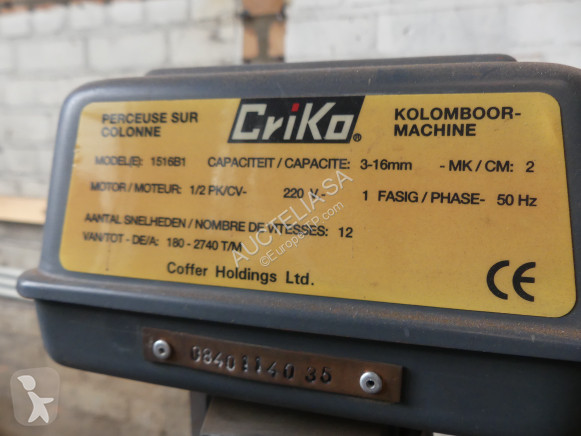 PERCEUSE SUR COLONNE
CriKo®
KOLOMBOOR-MACHINE
MODEL(E): 1516B1 CAPACITEIT / CAPACITE: 3-16mm - MK / CM: 2
MOTOR / MOTEUR: 1/2 PK/CV- 220 V - 1 FASIG / PHASE- 50 Hz
AANTAL SNELHEDEN / NOMBRE DE VITESSES: 12
VAN/TOT - DE/A: 180 - 2740 T/M
Coffer Holdings Ltd.
CE
AUCTELIA SA
©Europe-TP.com